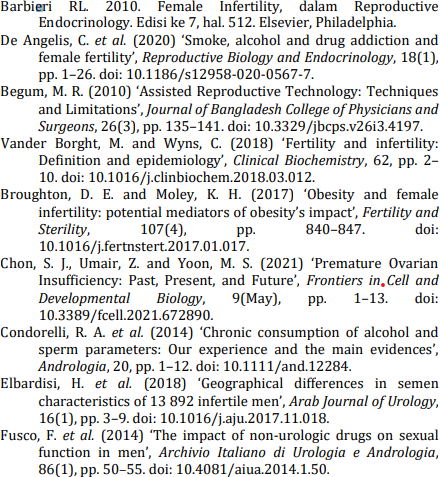 Barbieri RL. 2010. Female Infertility, dalam Reproductive
Endocrinology. Edisi ke 7, hal. 512. Elsevier, Philadelphia.
De Angelis, C. et al. (2020) ‘Smoke, alcohol and drug addiction and
female fertility’, Reproductive Biology and Endocrinology, 18(1),
pp. 1–26. doi: 10.1186/s12958-020-0567-7.
Begum, M. R. (2010) ‘Assisted Reproductive Technology: Techniques
and Limitations’, Journal of Bangladesh College of Physicians and
Surgeons, 26(3), pp. 135–141. doi: 10.3329/jbcps.v26i3.4197.
Vander Borght, M. and Wyns, C. (2018) ‘Fertility and infertility:
Definition and epidemiology’, Clinical Biochemistry, 62, pp. 2–
10. doi: 10.1016/j.clinbiochem.2018.03.012.
Broughton, D. E. and Moley, K. H. (2017) ‘Obesity and female
infertility: potential mediators of obesity’s impact’, Fertility and
Sterility, 107(4), pp. 840–847. doi:
10.1016/j.fertnstert.2017.01.017.
Chon, S. J., Umair, Z. and Yoon, M. S. (2021) ‘Premature Ovarian
Insufficiency: Past, Present, and Future’, Frontiers in Cell and
Developmental Biology, 9(May), pp. 1–13. doi:
10.3389/fcell.2021.672890.
Condorelli, R. A. et al. (2014) ‘Chronic consumption of alcohol and
sperm parameters: Our experience and the main evidences’,
Andrologia, 20, pp. 1–12. doi: 10.1111/and.12284.
Elbardisi, H. et al. (2018) ‘Geographical differences in semen
characteristics of 13 892 infertile men’, Arab Journal of Urology,
16(1), pp. 3–9. doi: 10.1016/j.aju.2017.11.018.
Fusco, F. et al. (2014) ‘The impact of non-urologic drugs on sexual
function in men’, Archivio Italiano di Urologia e Andrologia,
86(1), pp. 50–55. doi: 10.4081/aiua.2014.1.50.